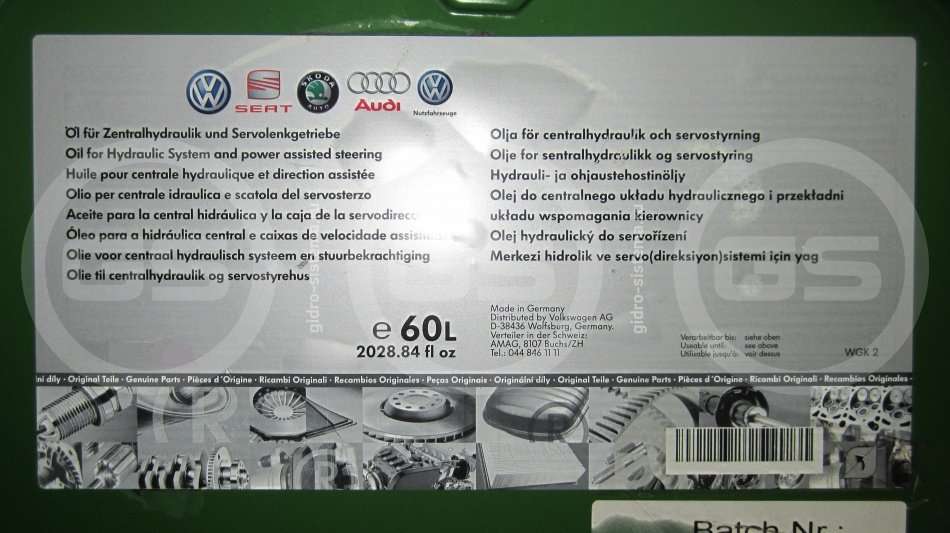 SEAT
ŠKODA
AUTO
Audi
Nutzfahrzeuge
Öl für Zentralhydraulik und Servolenkgetriebe
Oil for Hydraulic System and power assisted steering
Huile pour centrale hydraulique et direction assistée
Olio per centrale idraulica e scatola del servosterzo
Aceite para la central hidráulica y la caja de la
Óleo para a hidráulica central e caixas de velocidade
Olie voor centraal hydraulisch systeem en stuurbekrachtiging
Olie til centralhydraulik og servostyrehus
Olja för centralhydraulik och servostyrning
Olje for sentralhydraulikk og servostyring
Hydrauli- ja ohjaustehostinöljy
Olej do centralnego układu hydraulicznego i przekładni
układu wspomagania kierownicy
Olej hydraulický do servořízení
Merkezi hidrolik ve servo(direksiyon)sistemi için yag
e 60L
2028.84 fl oz
Made in Germany
Distributed by Volkswagen AG
D-38436 Wolfsburg, Germany.
Verteiler in der Schweiz:
AMAG, 8107 Buchs/ZH
Tel.: 044 846 11 11
Verarbeitbar bis: siehe oben
Useable until: see above
Utilisable jusqu'à: voir dessus
WGK 2
ální díly · Original Teile · Genuine Parts · Pièces d'Origine · Ricambi Originali · Recambios Originales · Peças Originais · Originální díly · Original Teile · Genuine Parts · Pièces d'Origine · Ricambi Originali · Recambios Originales ·
Batch Nr.:
GS
GS
GS
gidro-sistema.ru
gidro-sistema.ru